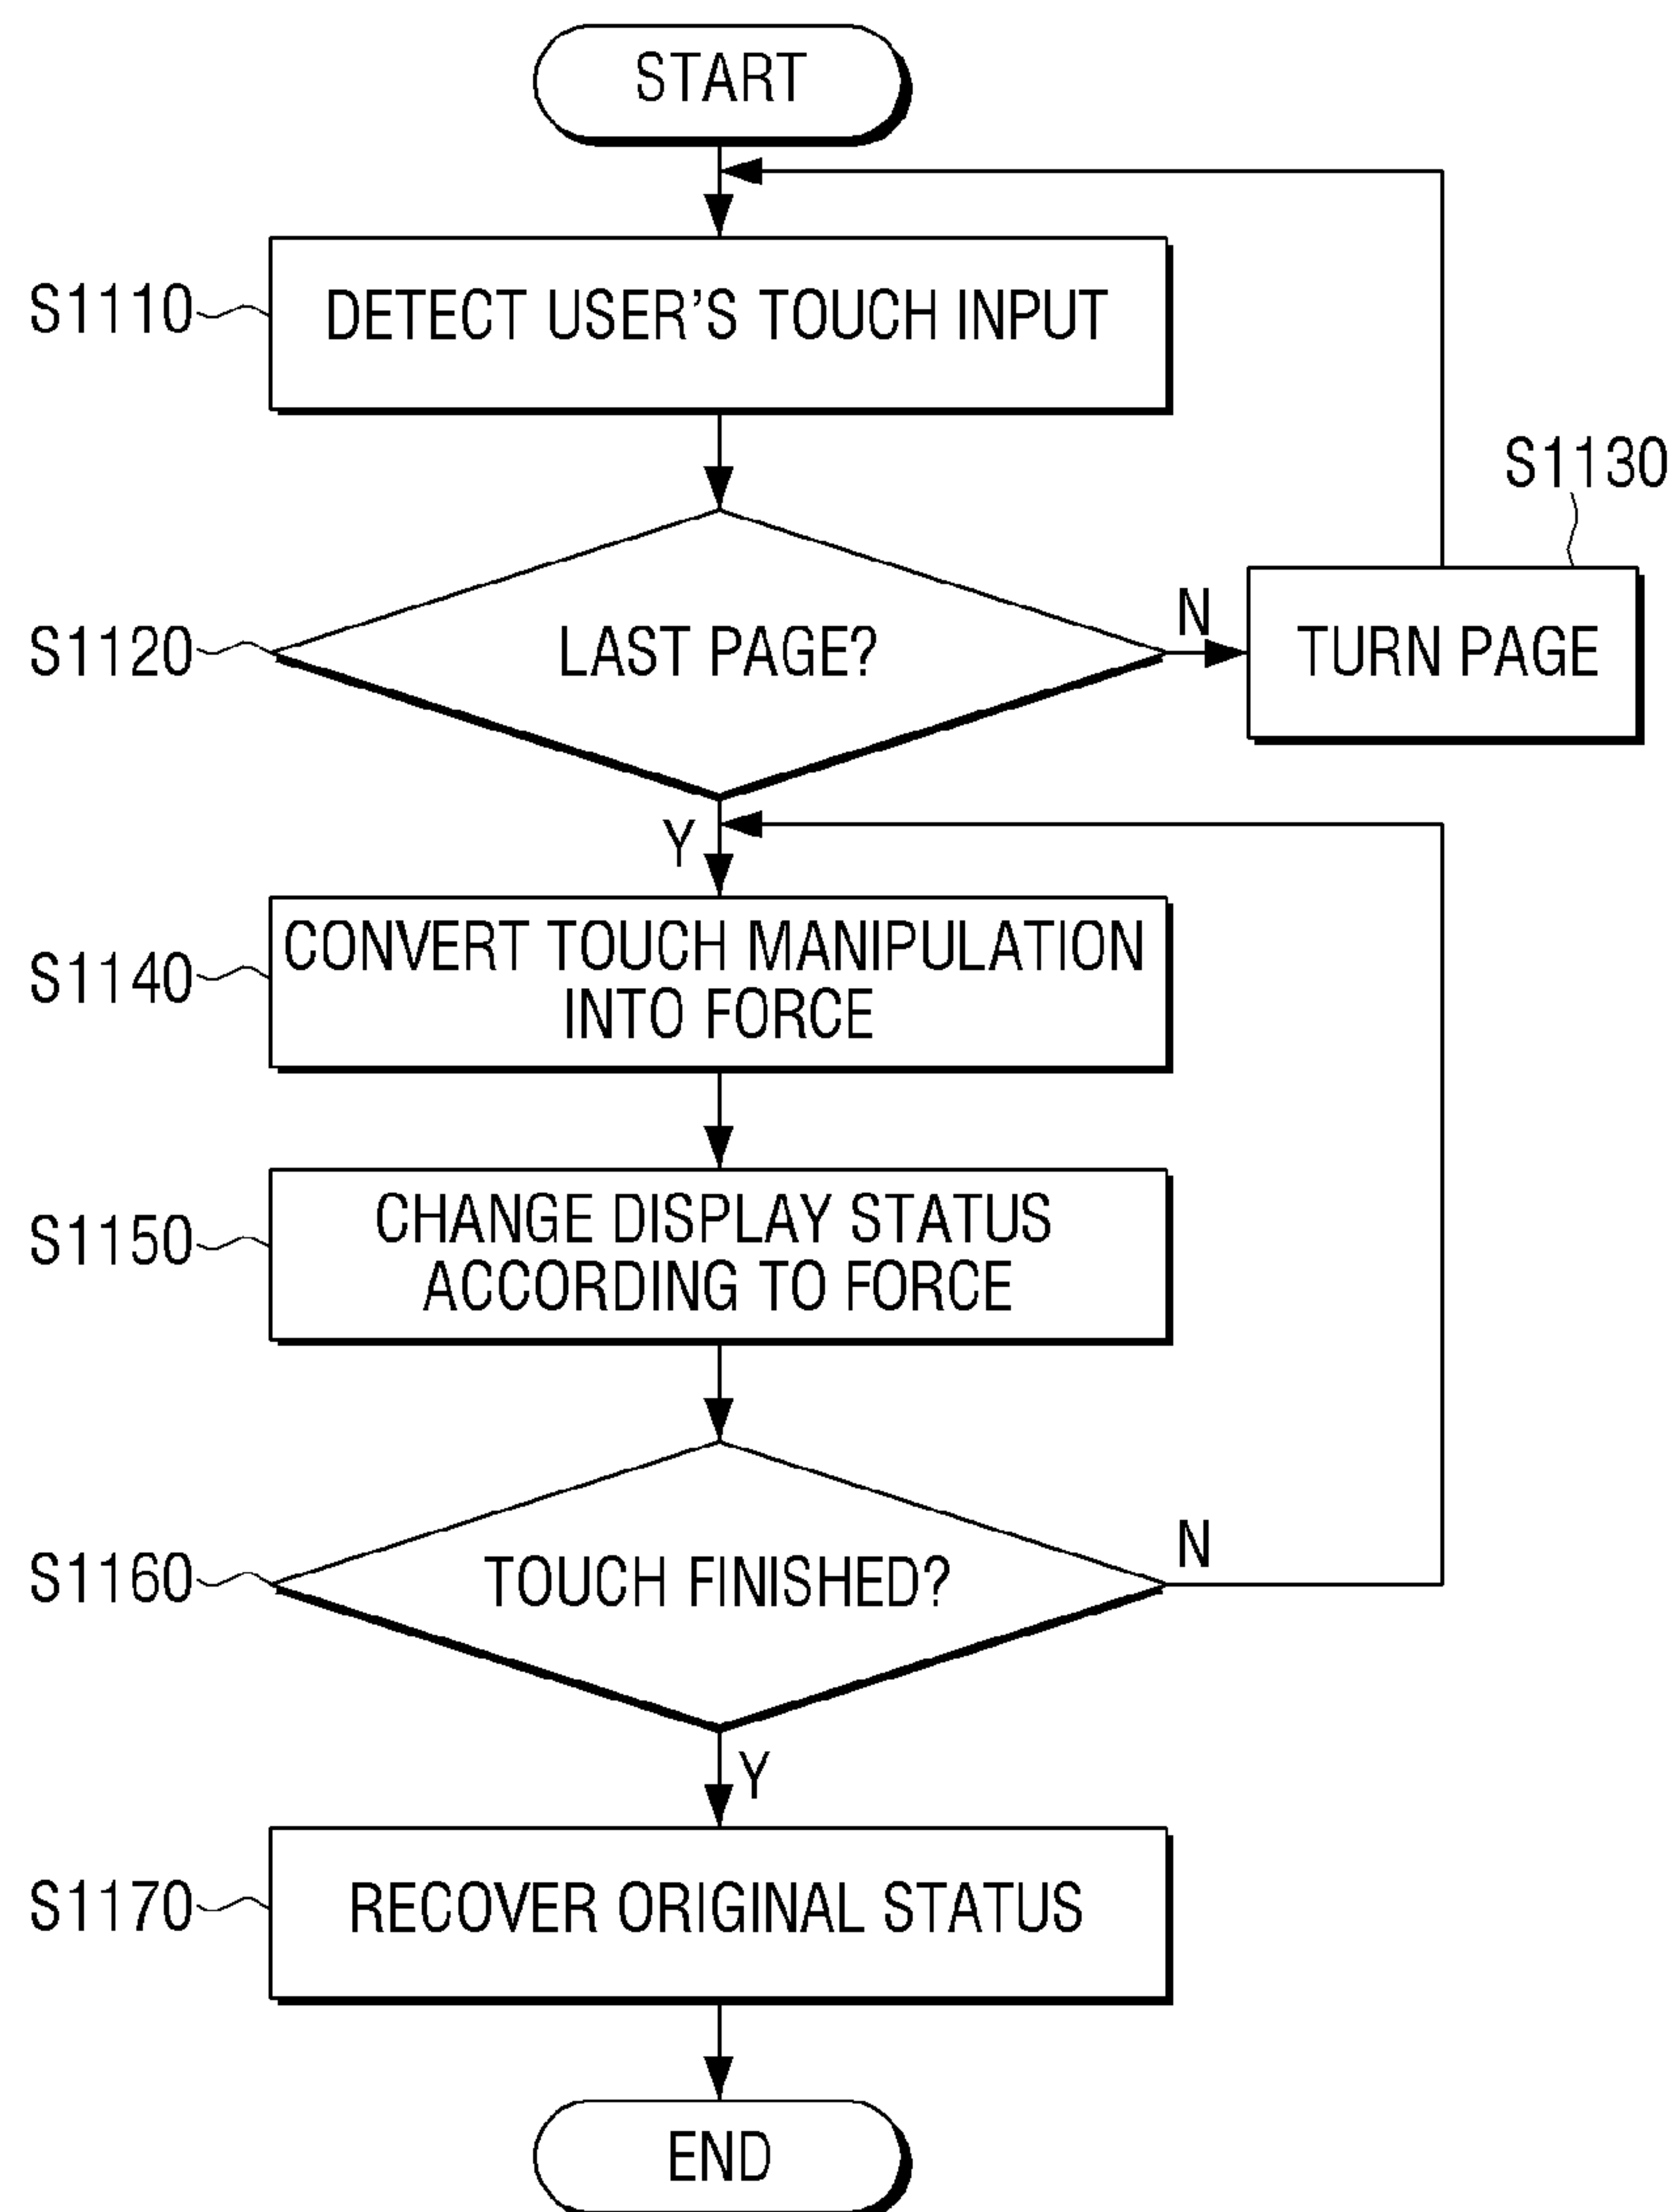 START
S1110
DETECT USER'S TOUCH INPUT
S1130
S1120
LAST PAGE?
N
TURN PAGE
Y
S1140
CONVERT TOUCH MANIPULATION
INTO FORCE
S1150
CHANGE DISPLAY STATUS
ACCORDING TO FORCE
S1160
TOUCH FINISHED?
N
Y
S1170
RECOVER ORIGINAL STATUS
END